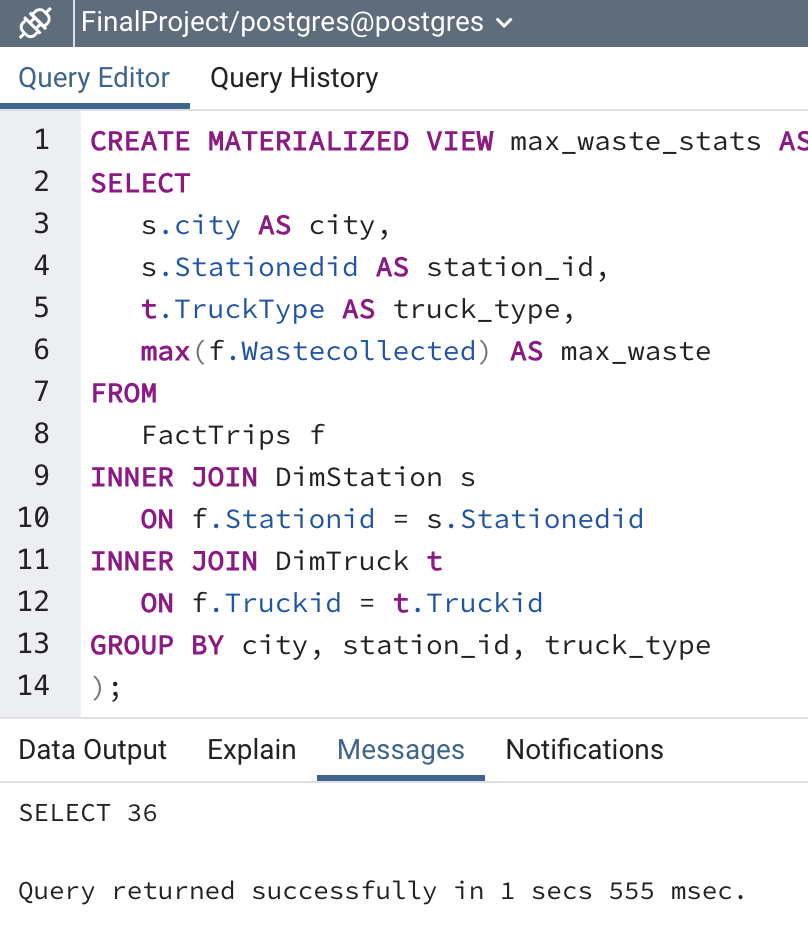 FinalProject/postgres@postgres
Query Editor Query History
1 CREATE MATERIALIZED VIEW max_waste_stats AS
2 SELECT
3 s.city AS city,
4 s.Stationedid AS station_id,
5 t.TruckType AS truck_type,
6 max(f.Wastecollected) AS max_waste
7 FROM
8 FactTrips f
9 INNER JOIN DimStation s
10 ON f.Stationid = s.Stationedid
11 INNER JOIN DimTruck t
12 ON f.Truckid = t.Truckid
13 GROUP BY city, station_id, truck_type
14 );
Data Output Explain Messages Notifications
SELECT 36
Query returned successfully in 1 secs 555 msec.